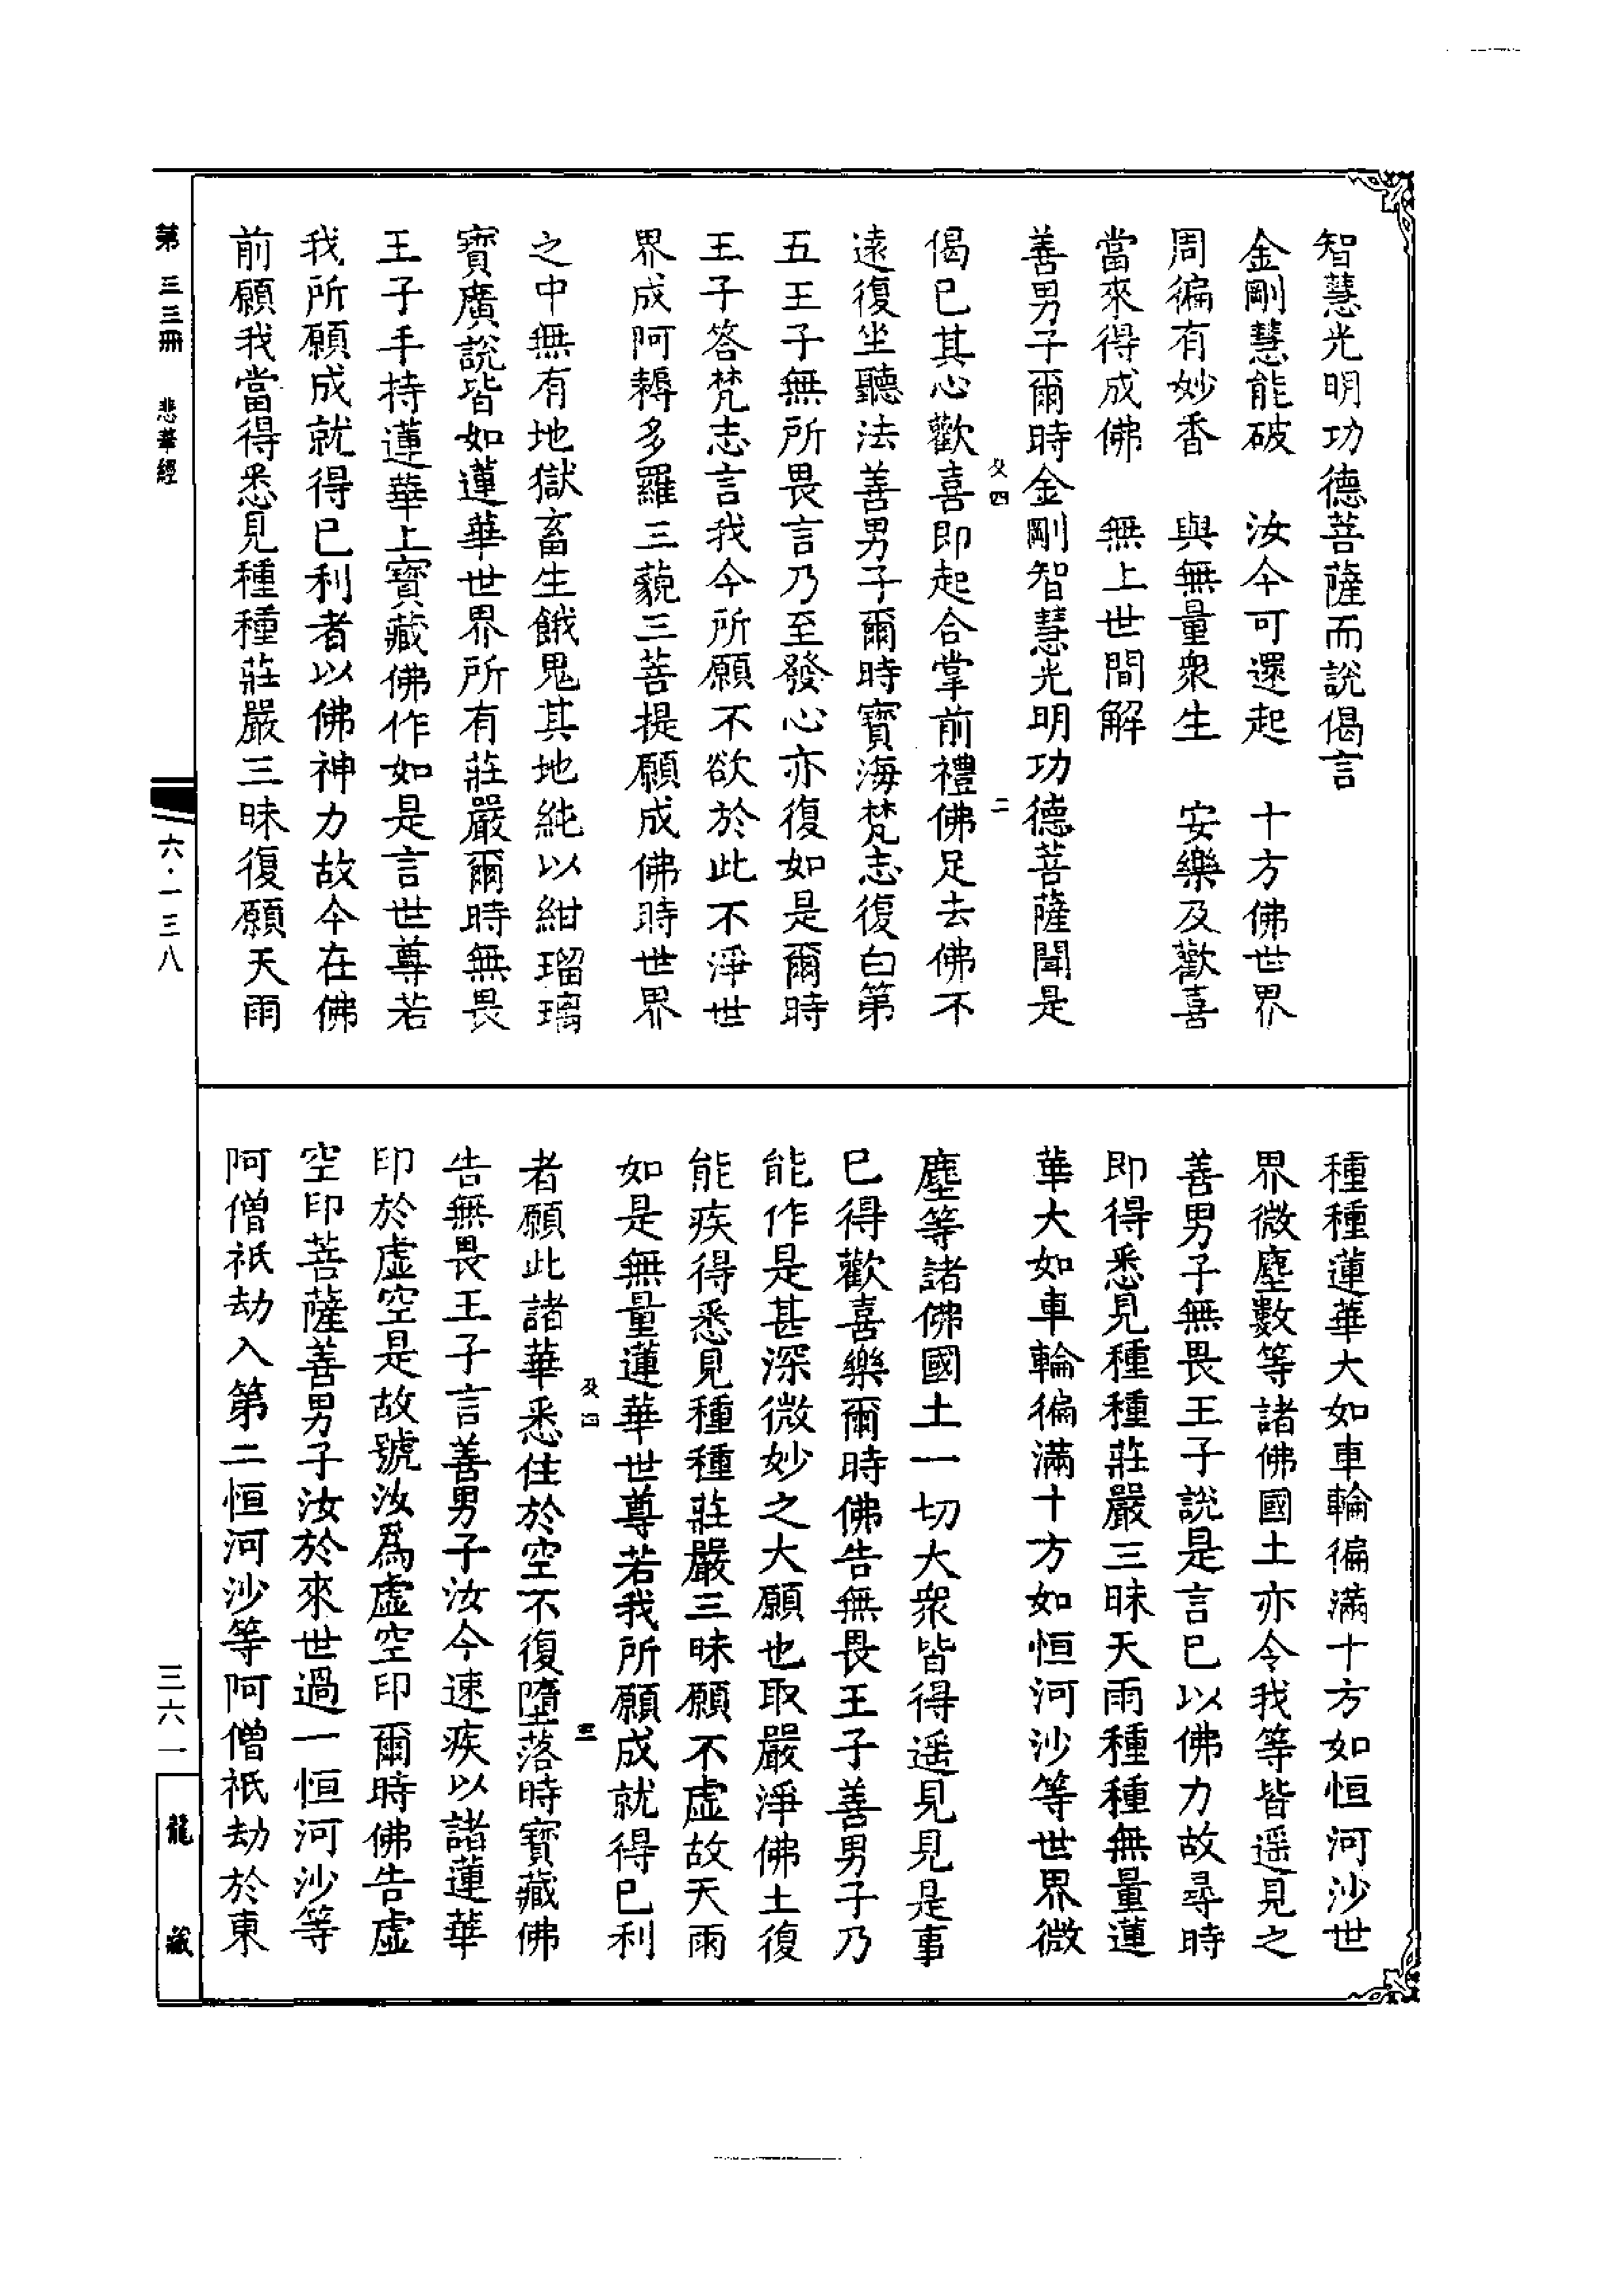 智慧光明功德菩薩而說偈言
金剛慧能破　汝今可還起　十方佛世界
周徧有妙香　與無量衆生　安樂及歡喜
當來得成佛　無上世間解
善男子爾時金剛智慧光明功德菩薩聞是
四　二
偈已其心歡喜即起合掌前禮佛足去佛不
遠復坐聽法善男子爾時寶海梵志復白第
五王子無所畏言乃至發心亦復如是爾時
王子答梵志言我今所願不欲於此不淨世
界成阿耨多羅三藐三菩提願成佛時世界
之中無有地獄畜生餓鬼其地純以紺瑠璃
寶廣說皆如蓮華世界所有莊嚴爾時無畏
王子手持蓮華上寶藏佛作如是言世尊若
我所願成就得已利者以佛神力故今在佛
前願我當得悉見種種莊嚴三昧復願天雨
種種蓮華大如車輪徧滿十方如恒河沙世
界微塵數等諸佛國土亦令我等皆遥見之
善男子無畏王子說是言已以佛力故尋時
即得悉見種種莊嚴三昧天雨種種無量蓮
華大如車輪徧滿十方如恒河沙等世界微
塵等諸佛國土一切大衆皆得遥見見是事
已得歡喜樂爾時佛告無畏王子善男子乃
能作是甚深微妙之大願也取嚴淨佛土復
能疾得悉見種種莊嚴三昧願不虛故天雨
如是無量蓮華世尊若我所願成就得已利
四　三
者願此諸華悉住於空不復墮落時寶藏佛
告無畏王子言善男子汝今速疾以諸蓮華
印於虛空是故號汝爲虛空印爾時佛告虛
空印菩薩善男子汝於來世過一恒河沙等
阿僧祇劫入第二恒河沙等阿僧祇劫於東
第三三冊　悲華經
六·一三八
三六一
龍藏